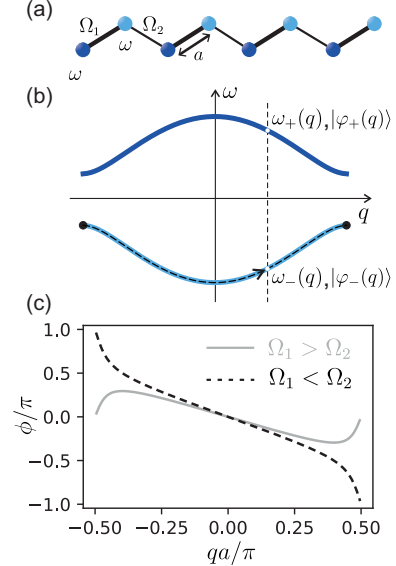 (a)
Ω₁
Ω₂
ω
a
ω
(b)
ω
ω₊(q), |φ₊(q)⟩
q
ω₋(q), |φ₋(q)⟩
(c)
1.0
0.5
0.0
−0.5
−1.0
ϕ/π
Ω₁ > Ω₂
Ω₁ < Ω₂
−0.50 −0.25 0.00 0.25 0.50
qa/π